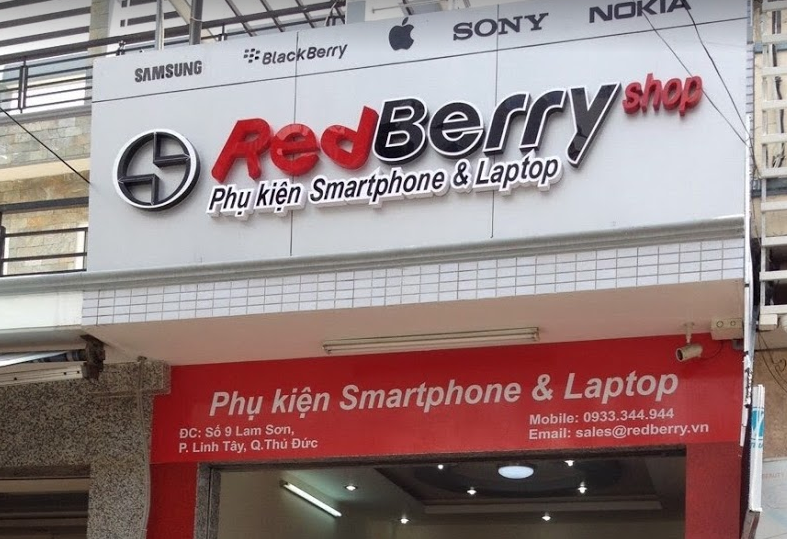 SAMSUNG BlackBerry SONY NOKIA
RedBerry shop
Phụ kiện Smartphone & Laptop
Phụ kiện Smartphone & Laptop
ĐC: Số 9 Lam Sơn,
P. Linh Tây, Q.Thủ Đức
Mobile: 0933.344.944
Email: sales@redberry.vn